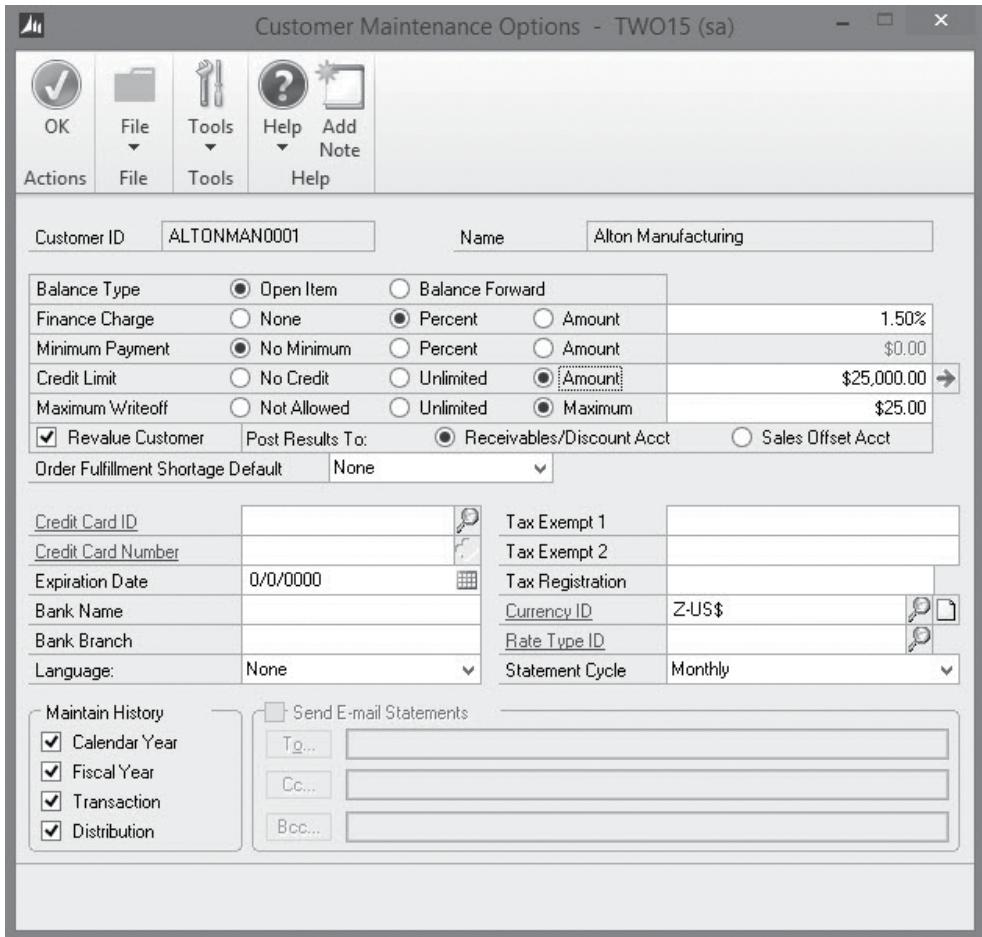 Customer Maintenance Options - TWO15 (sa)
OK File Tools Help Add Note
Actions File Tools Help
Customer ID ALTONMAN0001 Name Alton Manufacturing
Balance Type Open Item Balance Forward
Finance Charge None Percent Amount 1.50%
Minimum Payment No Minimum Percent Amount $0.00
Credit Limit No Credit Unlimited Amount $25,000.00
Maximum Writeoff Not Allowed Unlimited Maximum $25.00
Revalue Customer Post Results To: Receivables/Discount Acct Sales Offset Acct
Order Fulfillment Shortage Default None
Credit Card ID Tax Exempt 1
Credit Card Number Tax Exempt 2
Expiration Date 0/0/0000 Tax Registration
Bank Name Currency ID Z-US$
Bank Branch Rate Type ID
Language: None Statement Cycle Monthly
Maintain History Send E-mail Statements
Calendar Year To...
Fiscal Year
Cc...
Transaction
Distribution Bcc...